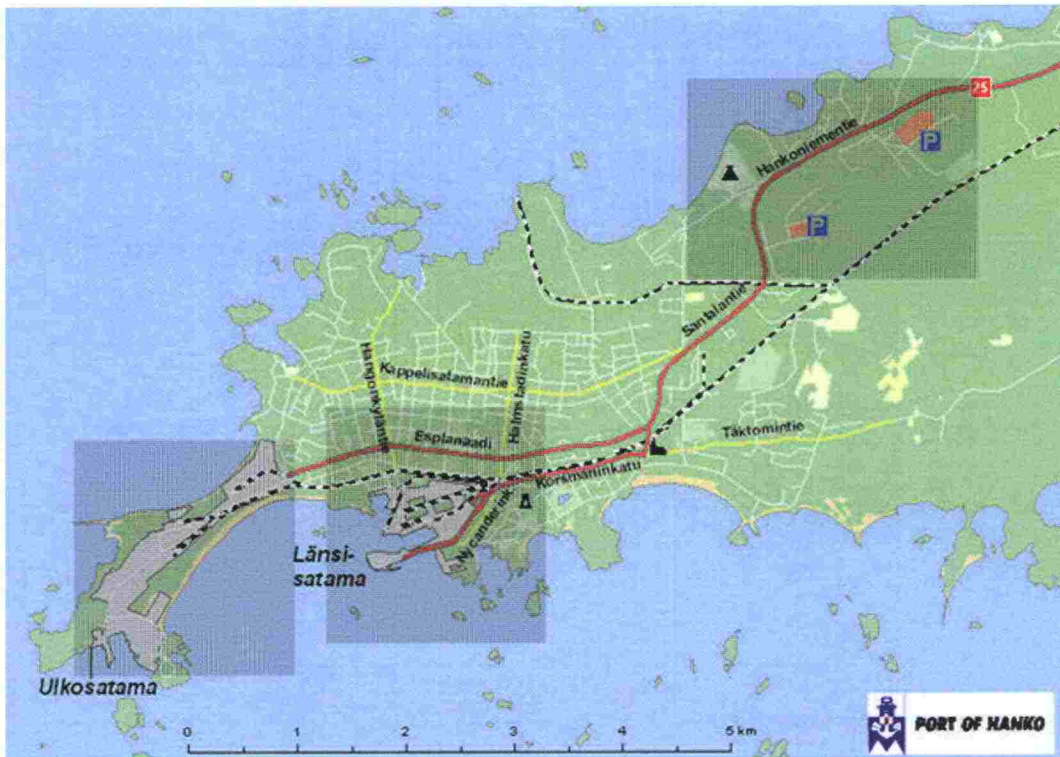 25
Hankoniementie
P
P
Santalantie
Hangonkyläntie
Kappelisatamantie
Halmstadinkatu
Esplanaadi
Täktomintie
Korsmaninkatu
Länsi-
satama
Ulkosatama
0 1 2 3 4 5 km
PORT OF HANKO